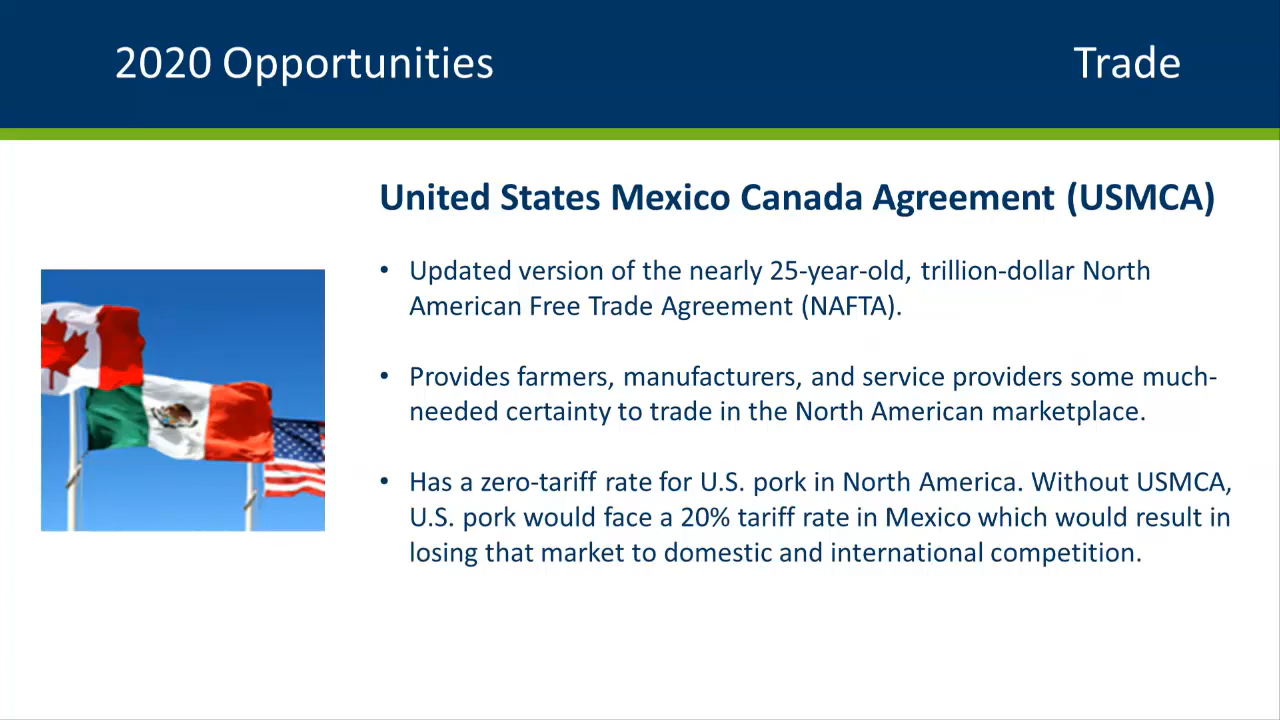 2020 Opportunities
Trade
United States Mexico Canada Agreement (USMCA)
• Updated version of the nearly 25-year-old, trillion-dollar North
American Free Trade Agreement (NAFTA).
• Provides farmers, manufacturers, and service providers some much-
needed certainty to trade in the North American marketplace.
• Has a zero-tariff rate for U.S. pork in North America. Without USMCA,
U.S. pork would face a 20% tariff rate in Mexico which would result in
losing that market to domestic and international competition.